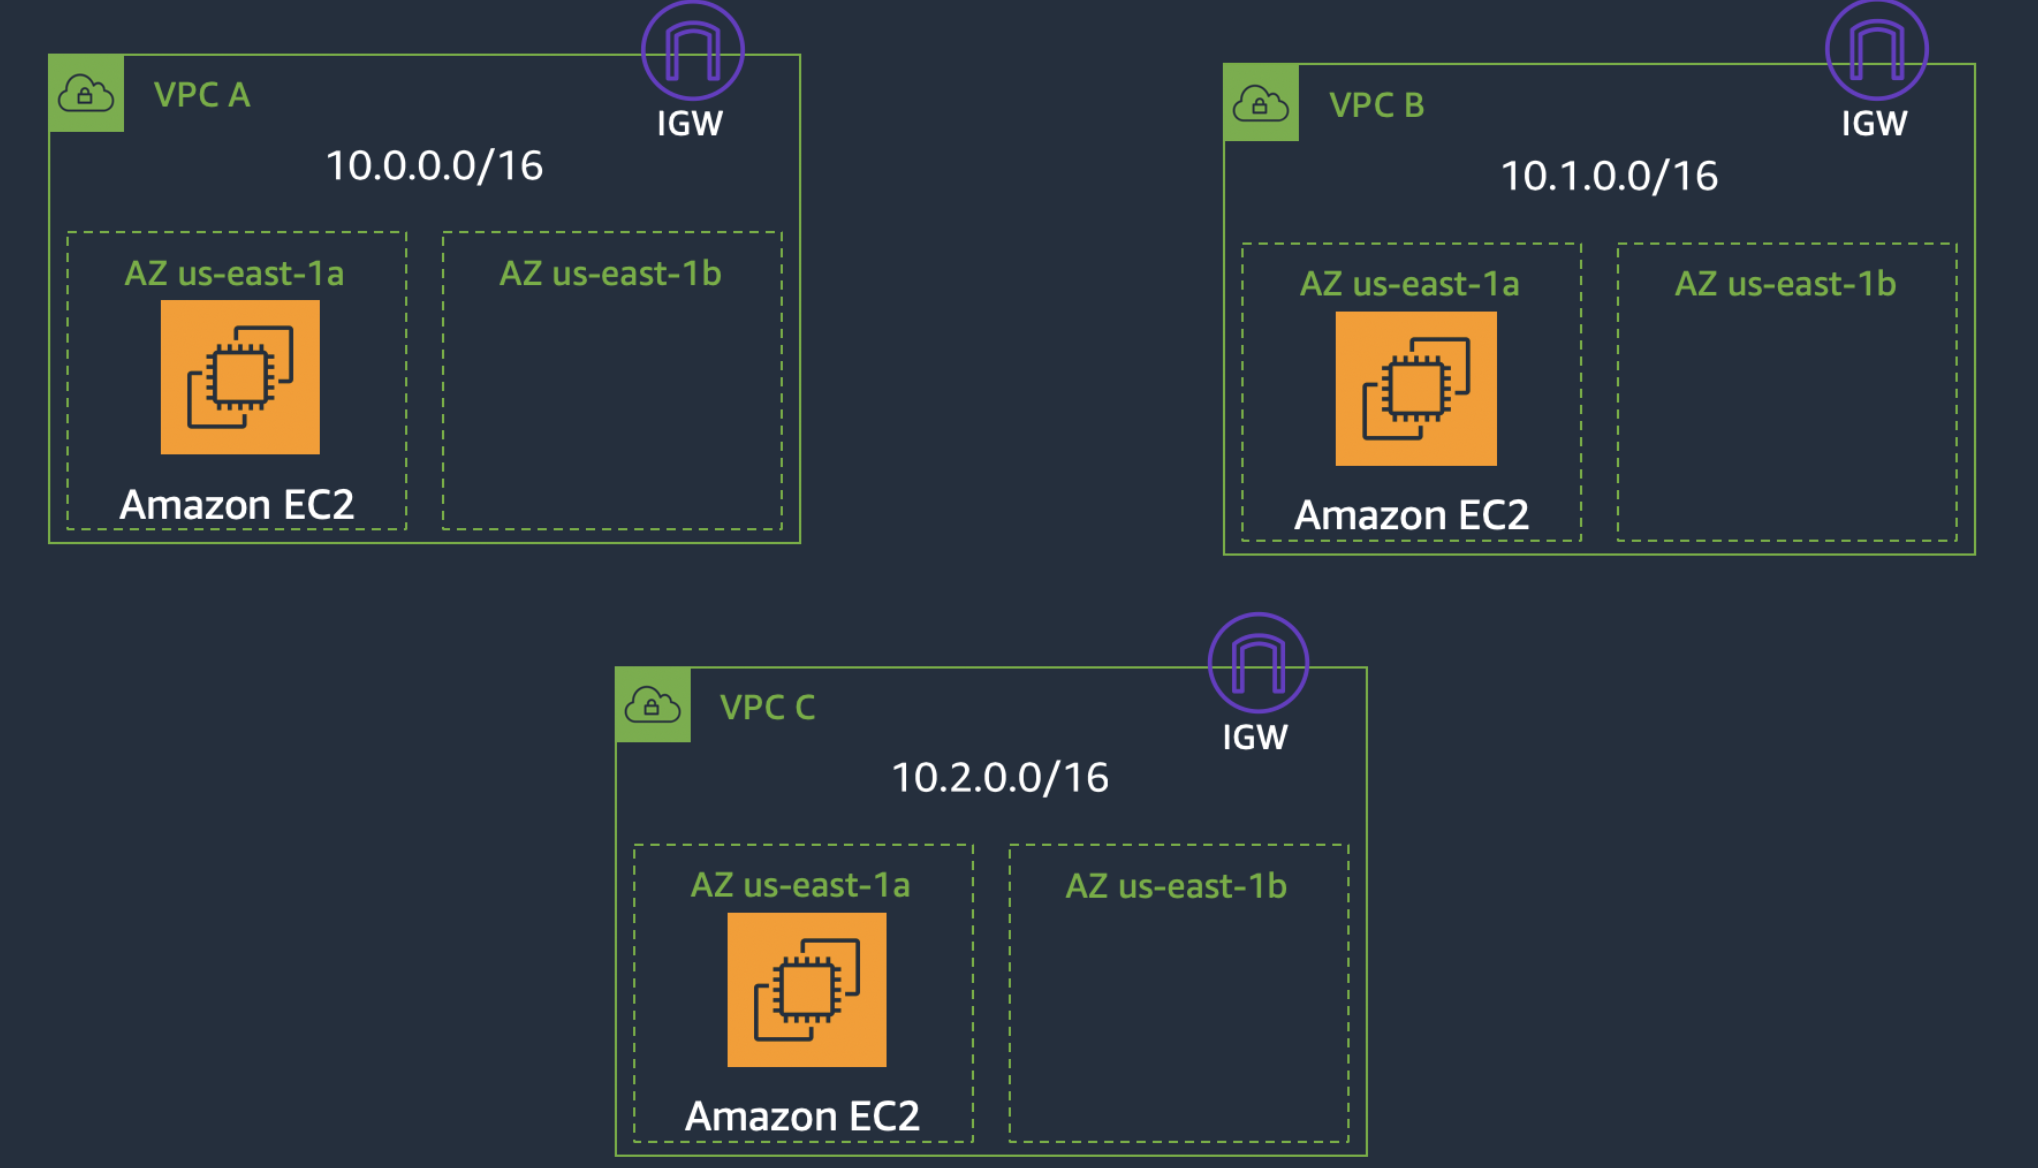 VPC A
IGW
10.0.0.0/16
AZ us-east-1a
AZ us-east-1b
Amazon EC2
VPC B
IGW
10.1.0.0/16
AZ us-east-1a
AZ us-east-1b
Amazon EC2
VPC C
IGW
10.2.0.0/16
AZ us-east-1a
AZ us-east-1b
Amazon EC2